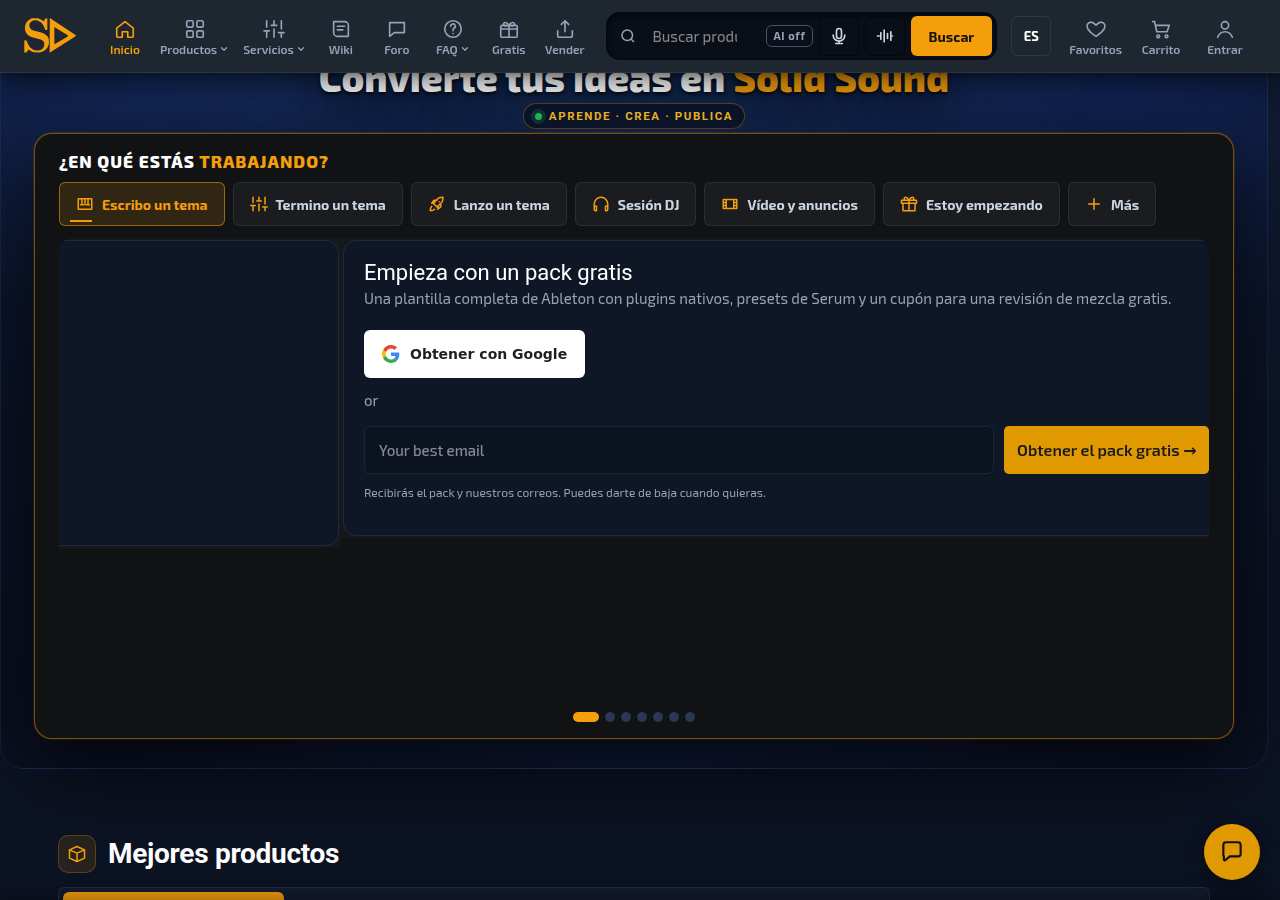 Inicio
Productos
Servicios
Wiki
Foro
FAQ
Gratis
Vender
Buscar produ
AI off
Buscar
ES
Favoritos
Carrito
Entrar
Convierte tus ideas en Solid Sound
APRENDE · CREA · PUBLICA
¿EN QUÉ ESTÁS TRABAJANDO?
Escribo un tema
Termino un tema
Lanzo un tema
Sesión DJ
Vídeo y anuncios
Estoy empezando
Más
Empieza con un pack gratis
Una plantilla completa de Ableton con plugins nativos, presets de Serum y un cupón para una revisión de mezcla gratis.
Obtener con Google
or
Your best email
Obtener el pack gratis →
Recibirás el pack y nuestros correos. Puedes darte de baja cuando quieras.
Mejores productos